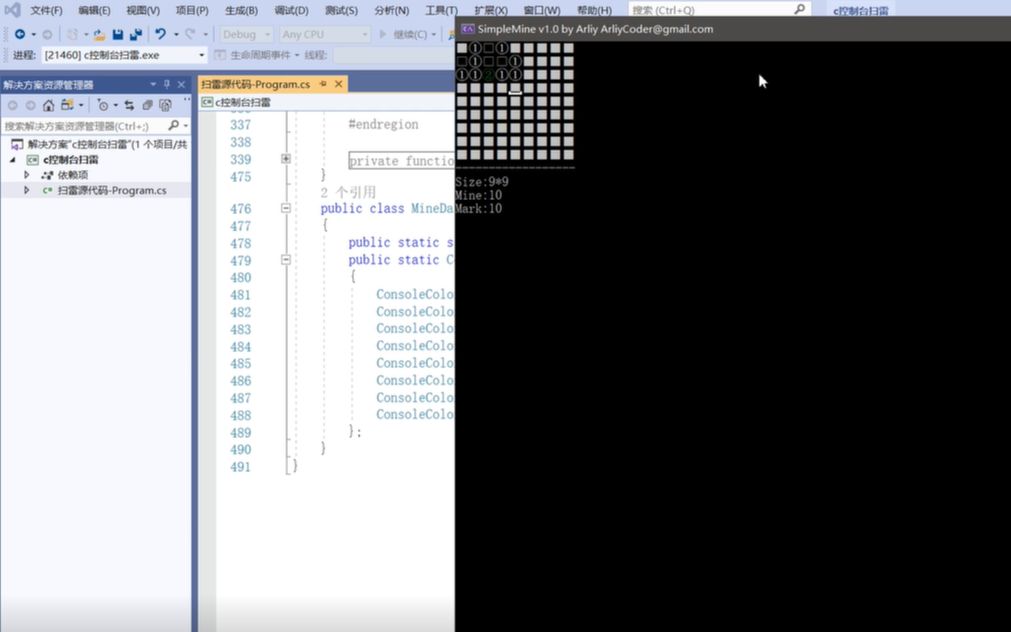 文件(F) 编辑(E) 视图(V) 项目(P) 生成(B) 调试(D) 测试(S) 分析(N) 工具(T) 扩展(X) 窗口(W) 帮助(H) 搜索 (Ctrl+Q) c控制台扫雷
Debug Any CPU 继续(C)
进程: [21460] c控制台扫雷.exe 生命周期事件 线程:
解决方案资源管理器
搜索解决方案资源管理器(Ctrl+;)
解决方案"c控制台扫雷"(1 个项目/共
c控制台扫雷
依赖项
扫雷源代码-Program.cs
扫雷源代码-Program.cs
c控制台扫雷
337 #endregion
338
339 private functio
475 }
2 个引用
476 public class MineDa
477 {
478 public static s
479 public static C
480 {
481 ConsoleColo
482 ConsoleColo
483 ConsoleColo
484 ConsoleColo
485 ConsoleColo
486 ConsoleColo
487 ConsoleColo
488 ConsoleColo
489 };
490 }
491 }
SimpleMine v1.0 by Arliy ArliyCoder@gmail.com
■①□①■■■■■
□①□□①■■■■
①①2①①■■■■
Size:9*9
Mine:10
Mark:10